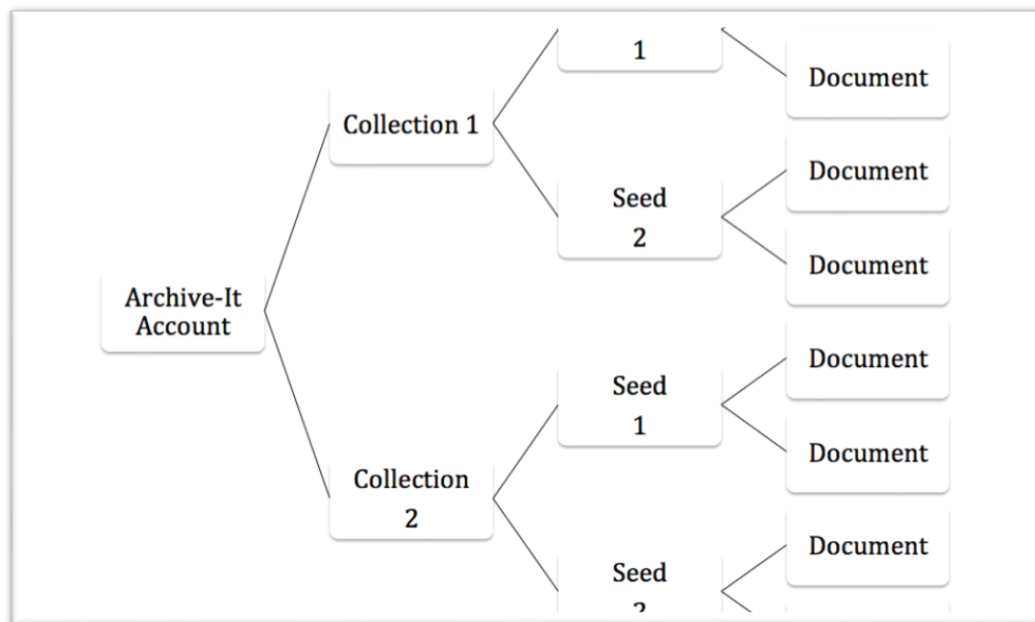 1
Document
Collection 1
Document
Seed
2
Document
Archive-It
Account
Document
Seed
1
Document
Collection
2
Document
Seed